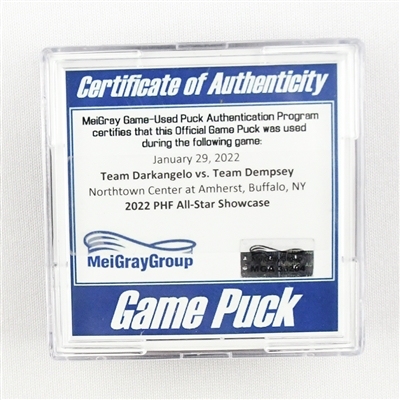 Certificate of Authenticity
MeiGray Game-Used Puck Authentication Program
certifies that this Official Game Puck was used
during the following game:
January 29, 2022
Team Darkangelo vs. Team Dempsey
Northtown Center at Amherst, Buffalo, NY
2022 PHF All-Star Showcase
MeiGrayGroup
Game Puck